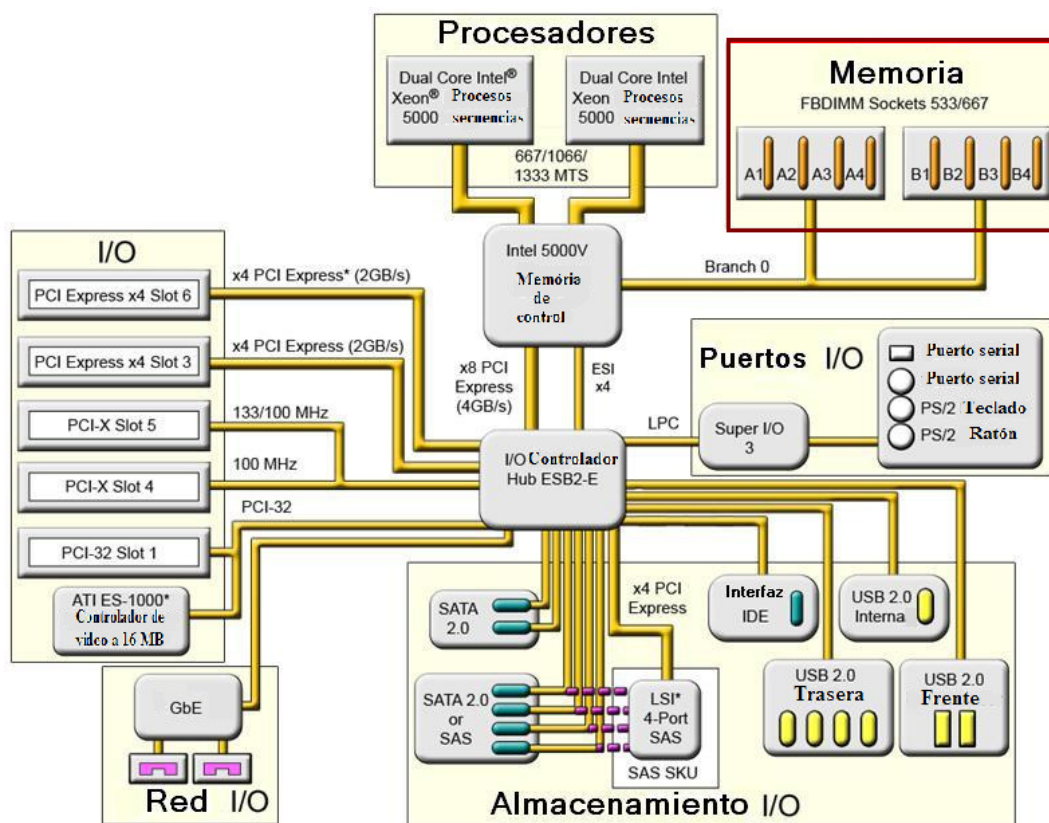 Procesadores
Dual Core Intel®
Xeon® Procesos
5000 secuencias
Dual Core Intel
Xeon Procesos
5000 secuencias
667/1066/
1333 MTS
Memoria
FBDIMM Sockets 533/667
A1 A2 A3 A4
B1 B2 B3 B4
Intel 5000V
Memória
de
control
Branch 0
I/O
PCI Express x4 Slot 6
PCI Express x4 Slot 3
PCI-X Slot 5
PCI-X Slot 4
PCI-32 Slot 1
ATI ES-1000*
Controlador de
video a 16 MB
x4 PCI Express* (2GB/s)
x4 PCI Express (2GB/s)
133/100 MHz
100 MHz
PCI-32
x8 PCI
Express
(4GB/s)
ESI
x4
I/O Controlador
Hub ESB2-E
LPC
Puertos I/O
Super I/O
3
Puerto serial
Puerto serial
PS/2 Teclado
PS/2 Ratón
GbE
Red I/O
SATA
2.0
SATA 2.0
or
SAS
x4 PCI
Express
LSI*
4-Port
SAS
SAS SKU
Interfaz
IDE
USB 2.0
Interna
USB 2.0
Trasera
USB 2.0
Frente
Almacenamiento I/O